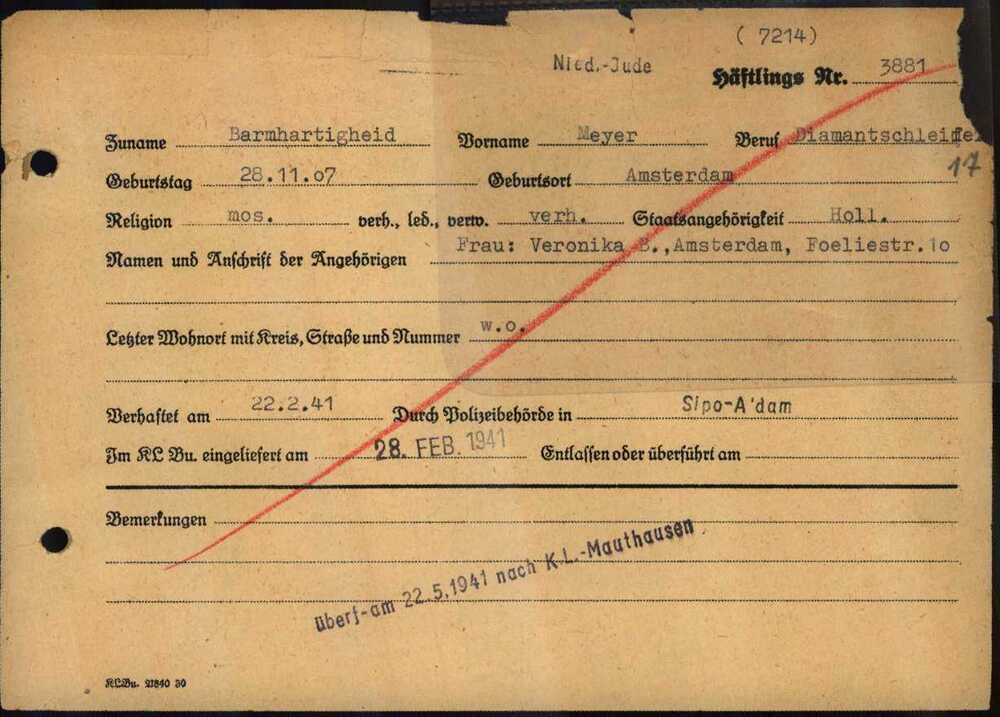 ( 7214)
Nied.-Jude
Häftlings Nr. 3881
Zuname Barmhartigheid Vorname Meyer Beruf Diamantschleifer
17
Geburtstag 28.11.07 Geburtsort Amsterdam
Religion mos. verh., led., verw. verh. Staatsangehörigkeit Holl.
Frau: Veronika B.,Amsterdam, Foeliestr.1o
Namen und Anschrift der Angehörigen
Letzter Wohnort mit Kreis, Straße und Nummer w.o.
Verhaftet am 22.2.41 Durch Polizeibehörde in Sipo-A'dam
Im KL Bu. eingeliefert am 28. FEB. 1941 Entlassen oder überführt am
Bemerkungen
überf-am 22.5.1941 nach K.L.-Mauthausen
KLBu. 21840 30